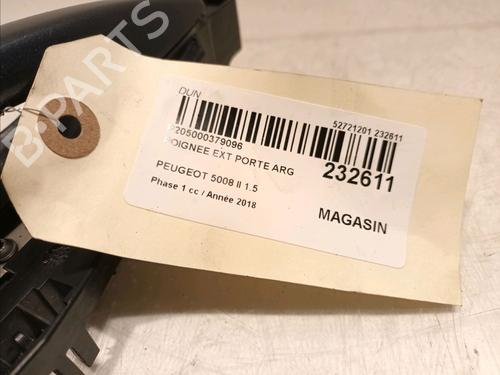 DUN
52721201 232611
P205000379096
POIGNEE EXT PORTE ARG
232611
PEUGEOT 5008 II 1.5
Phase 1 cc / Année 2018
MAGASIN
B-PARTS